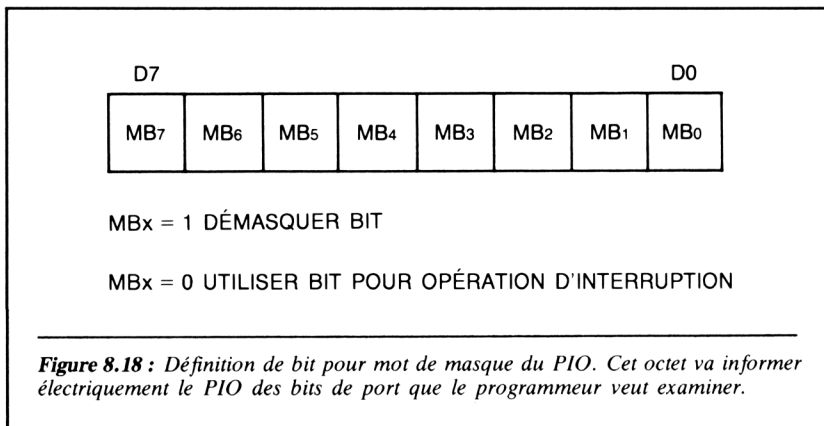 D7 D0
MB7 MB6 MB5 MB4 MB3 MB2 MB1 MB0
MBx = 1 DÉMASQUER BIT
MBx = 0 UTILISER BIT POUR OPÉRATION D'INTERRUPTION
Figure 8.18 : Définition de bit pour mot de masque du PIO. Cet octet va informer
électriquement le PIO des bits de port que le programmeur veut examiner.